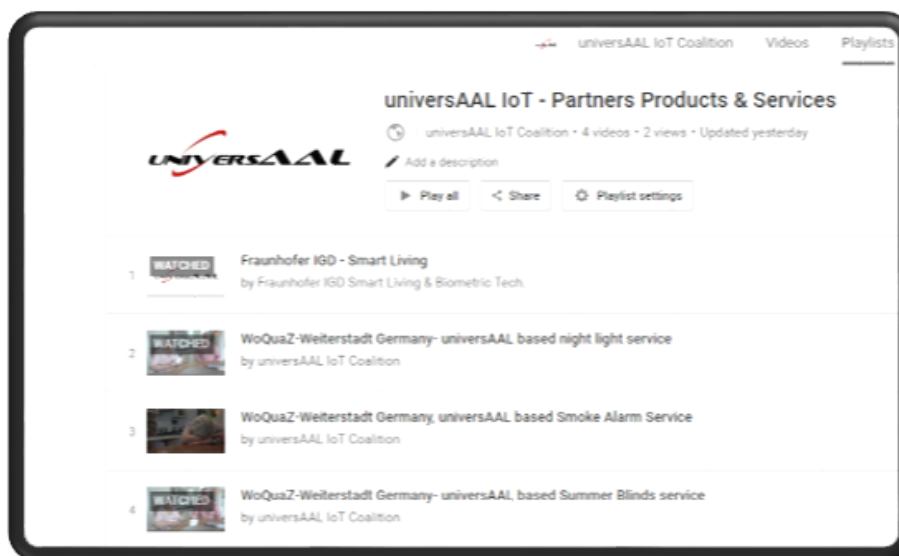 universAAL IoT Coalition Videos Playlists
universAAL IoT - Partners Products & Services
universAAL IoT Coalition • 4 videos • 2 views • Updated yesterday
UNIVERSAAL
Add a description
Play all Share Playlist settings
1 WATCHED Fraunhofer IGD - Smart Living
by Fraunhofer IGD Smart Living & Biometric Tech.
2 WATCHED WoQuaZ-Weiterstadt Germany- universAAL based night light service
by universAAL IoT Coalition
3 WoQuaZ-Weiterstadt Germany, universAAL based Smoke Alarm Service
by universAAL IoT Coalition
4 WATCHED WoQuaZ-Weiterstadt Germany- universAAL based Summer Blinds service
by universAAL IoT Coalition